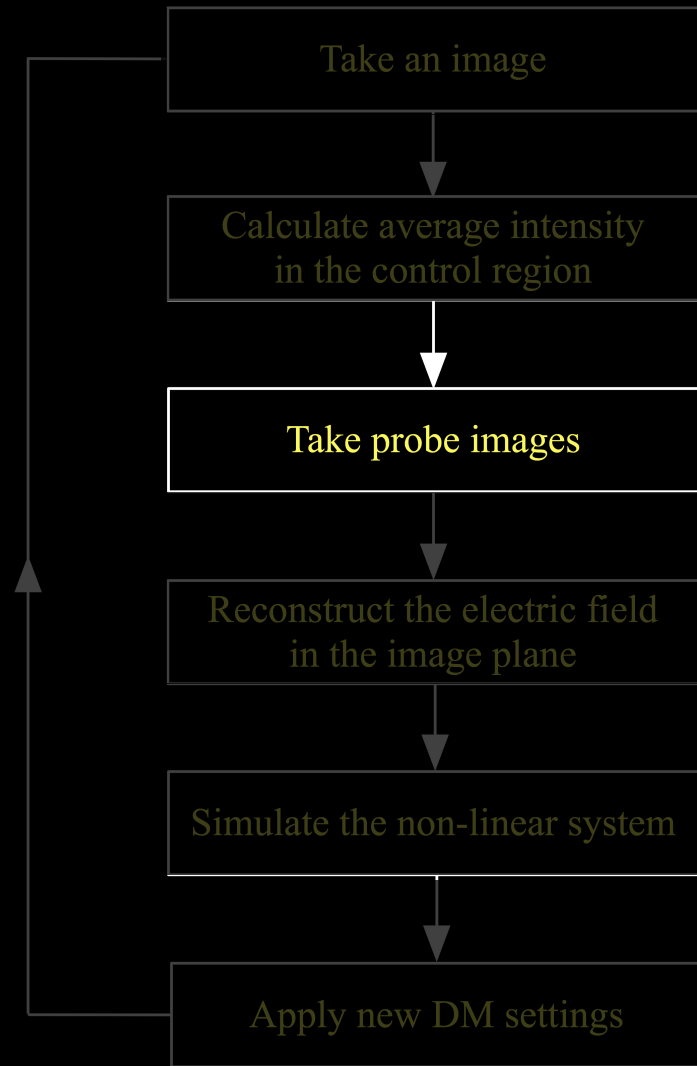 Take an image
Calculate average intensity
in the control region
Take probe images
Reconstruct the electric field
in the image plane
Simulate the non-linear system
Apply new DM settings